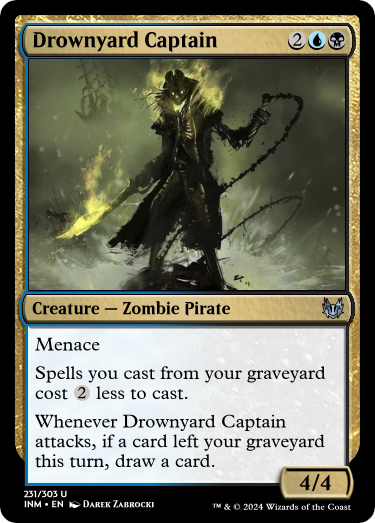 Drownyard Captain 2
Creature — Zombie Pirate
Menace
Spells you cast from your graveyard
cost 2 less to cast.
Whenever Drownyard Captain
attacks, if a card left your graveyard
this turn, draw a card.
4/4
231/303 U
INM • EN Darek Zabrocki
™ & © 2024 Wizards of the Coast